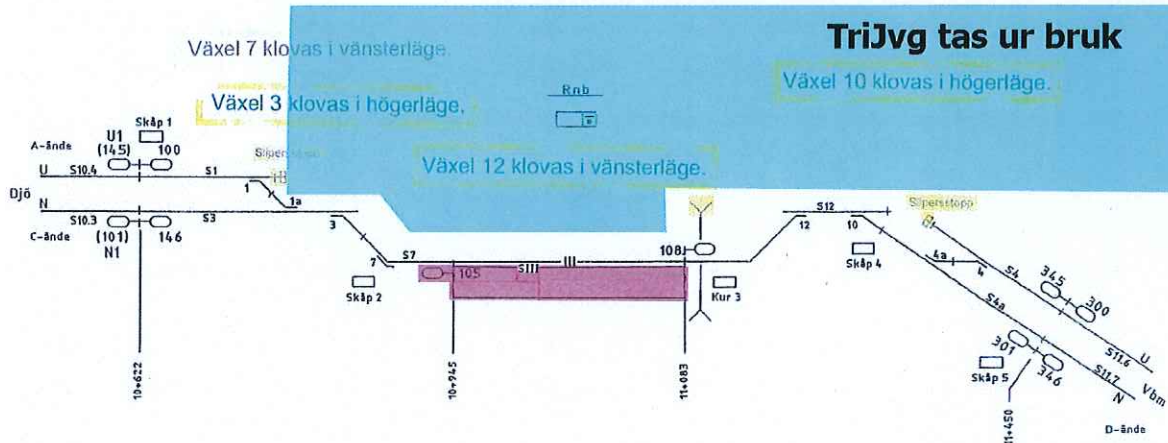 TriJvg tas ur bruk
Växel 7 klovas i vänsterläge.
Växel 10 klovas i högerläge.
Växel 3 klovas i högerläge.
Rnb
Växel 12 klovas i vänsterläge.
Skåp 1
U1
(145) 100
A-ände
U S10.4 S1
Slipersstopp
1
1a
Djö
N
S10.3 S3
C-ände
(101) 146
N1
3
7
S7
Skåp 2
105
III
SIII
108
Kur 3
S12
12 10
Skåp 4
Slipersstopp
4a
4
S4
S4a
345
300
301
346
Skåp 5
S11.6
U
S11.7
N
Vbm
D-ände
10+622
10+945
11+083
11+450